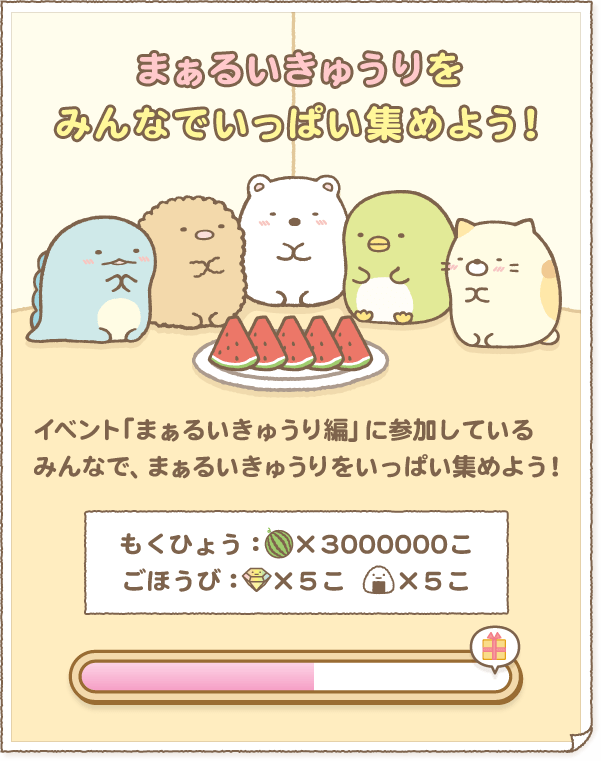 まぁるいきゅうりを
みんなでいっぱい集めよう!
イベント「まぁるいきゅうり編」に参加している
みんなで、まぁるいきゅうりをいっぱい集めよう!
もくひょう:×3000000こ
ごほうび:×5こ ×5こ